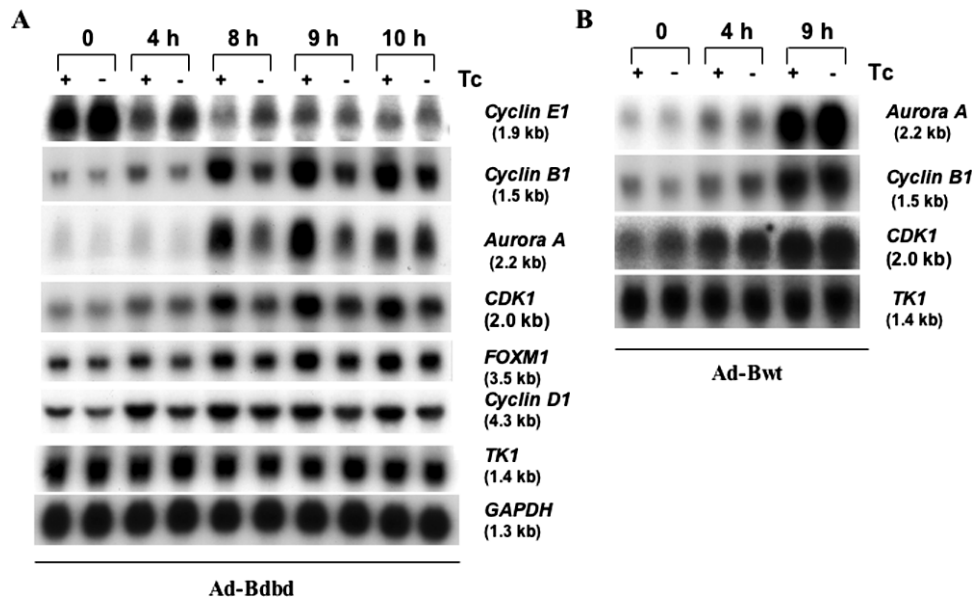 A
0 4 h 8 h 9 h 10 h
+ - + - + - + - + - Tc
Cyclin E1
(1.9 kb)
Cyclin B1
(1.5 kb)
Aurora A
(2.2 kb)
CDK1
(2.0 kb)
FOXM1
(3.5 kb)
Cyclin D1
(4.3 kb)
TK1
(1.4 kb)
GAPDH
(1.3 kb)
Ad-Bdbd
B
0 4 h 9 h
+ - + - + - Tc
Aurora A
(2.2 kb)
Cyclin B1
(1.5 kb)
CDK1
(2.0 kb)
TK1
(1.4 kb)
Ad-Bwt